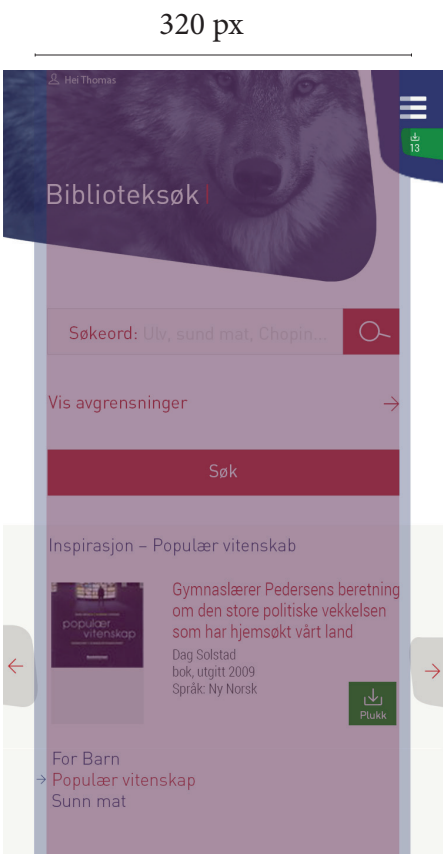 320 px
Hei Thomas
13
Biblioteksøk
Søkeord: Ulv, sund mat, Chopin...
Vis avgrensninger
Søk
Inspirasjon – Populær vitenskab
populær
vitenskap
Gymnaslærer Pedersens beretning
om den store politiske vekkelsen
som har hjemsøkt vårt land
Dag Solstad
bok, utgitt 2009
Språk: Ny Norsk
Plukk
For Barn
Populær vitenskap
Sunn mat